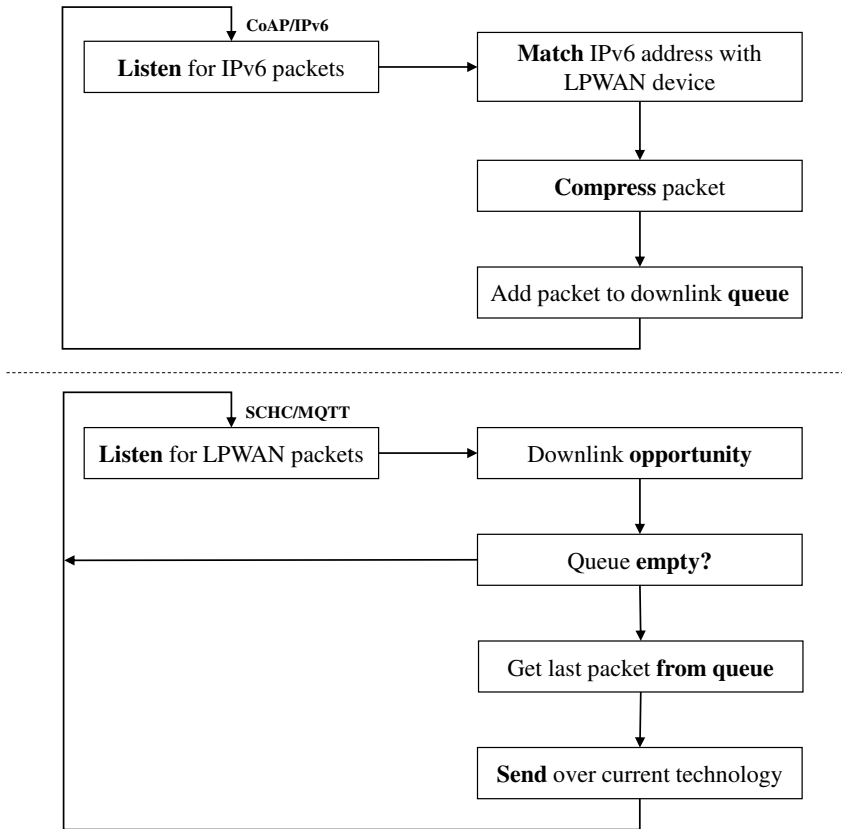 CoAP/IPv6
Listen for IPv6 packets
Match IPv6 address with
LPWAN device
Compress packet
Add packet to downlink queue
SCHC/MQTT
Listen for LPWAN packets
Downlink opportunity
Queue empty?
Get last packet from queue
Send over current technology